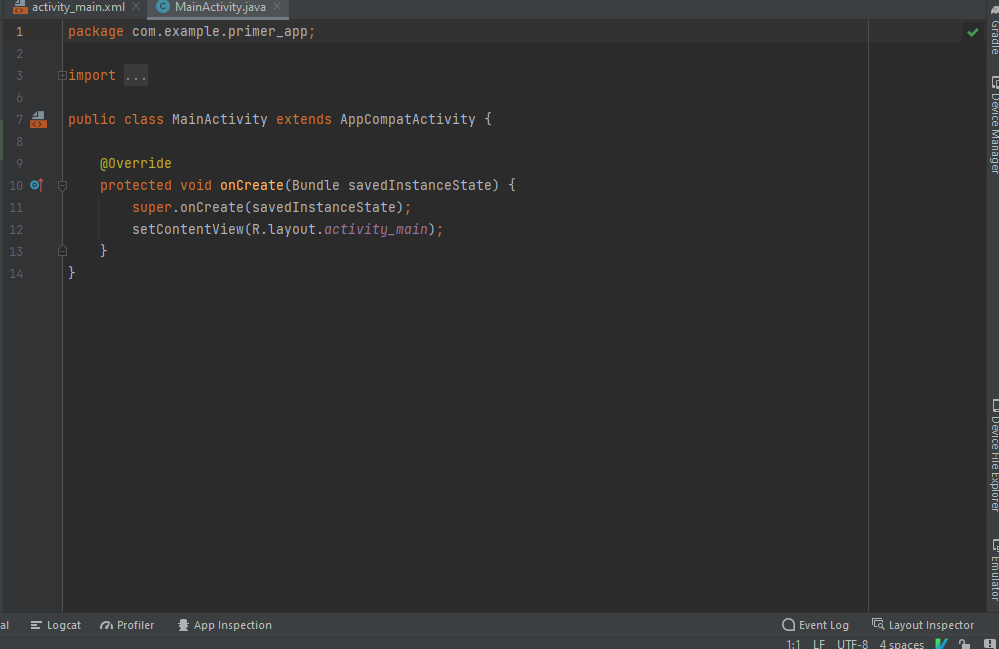 activity_main.xml MainActivity.java
1 package com.example.primer_app;
2
3 import ...
6
7 public class MainActivity extends AppCompatActivity {
8
9 @Override
10 protected void onCreate(Bundle savedInstanceState) {
11 super.onCreate(savedInstanceState);
12 setContentView(R.layout.activity_main);
13 }
14 }
Gradle
Device Manager
Device File Explorer
Emulator
al Logcat Profiler App Inspection Event Log Layout Inspector
1:1 LF UTF-8 4 spaces